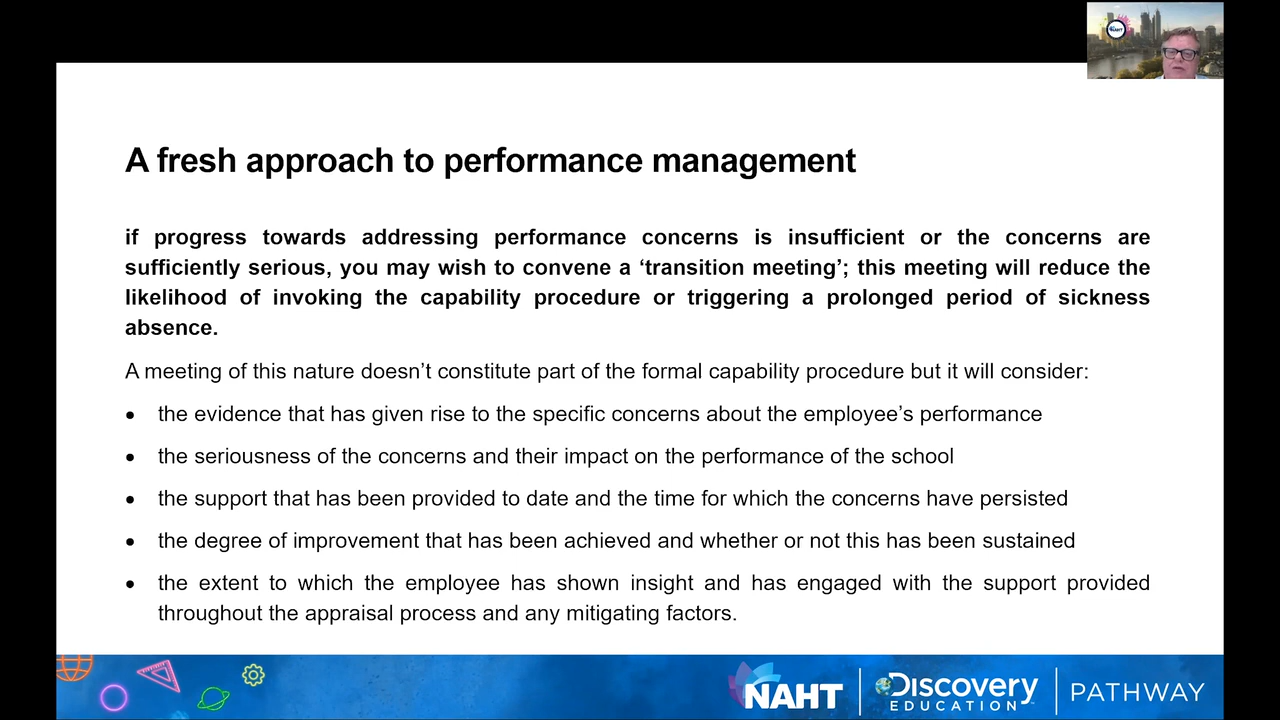 NAHT
A fresh approach to performance management
if progress towards addressing performance concerns is insufficient or the concerns are
sufficiently serious, you may wish to convene a ‘transition meeting’; this meeting will reduce the
likelihood of invoking the capability procedure or triggering a prolonged period of sickness
absence.
A meeting of this nature doesn’t constitute part of the formal capability procedure but it will consider:
• the evidence that has given rise to the specific concerns about the employee’s performance
• the seriousness of the concerns and their impact on the performance of the school
• the support that has been provided to date and the time for which the concerns have persisted
• the degree of improvement that has been achieved and whether or not this has been sustained
• the extent to which the employee has shown insight and has engaged with the support provided
throughout the appraisal process and any mitigating factors.
NAHT
Discovery
EDUCATION
PATHWAY